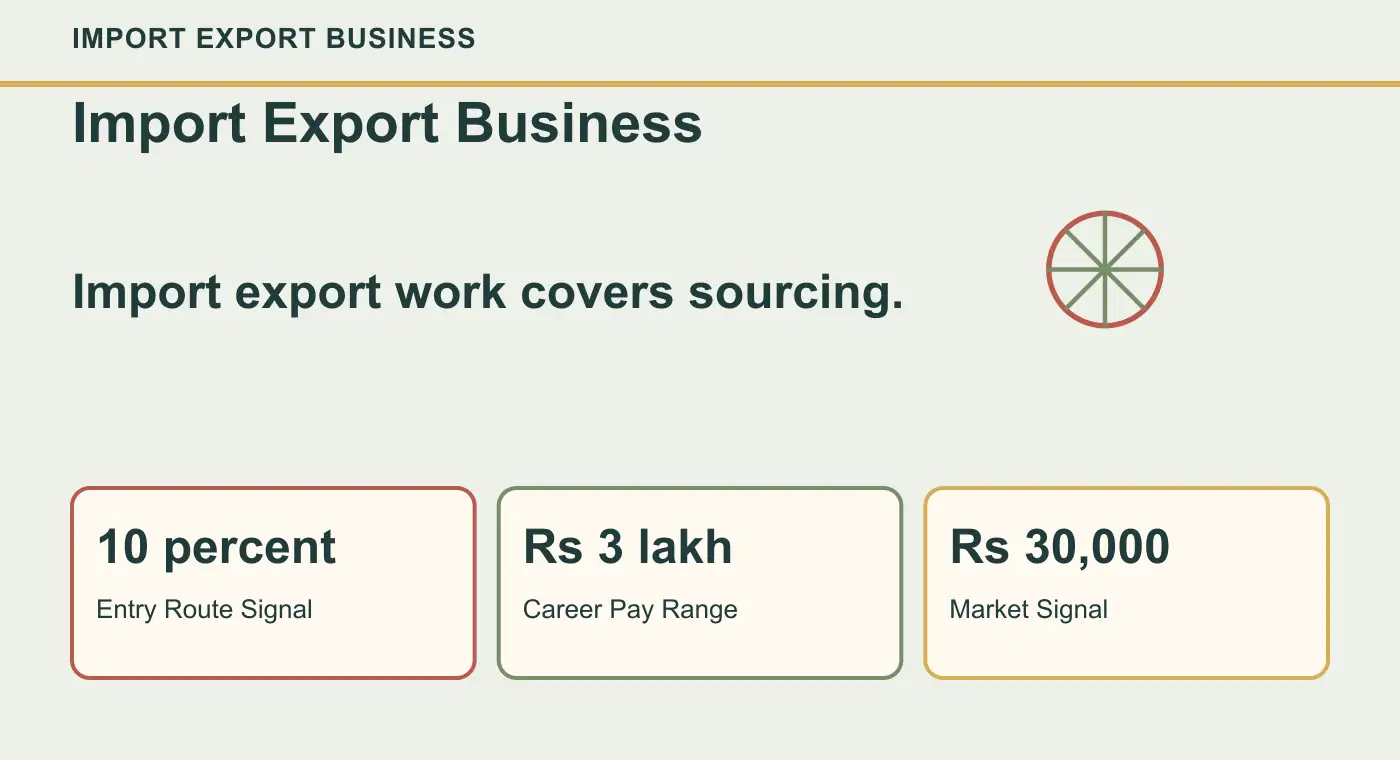 IMPORT EXPORT BUSINESS
Import Export Business
Import export work covers sourcing.
10 percent
Entry Route Signal
Rs 3 lakh
Career Pay Range
Rs 30,000
Market Signal